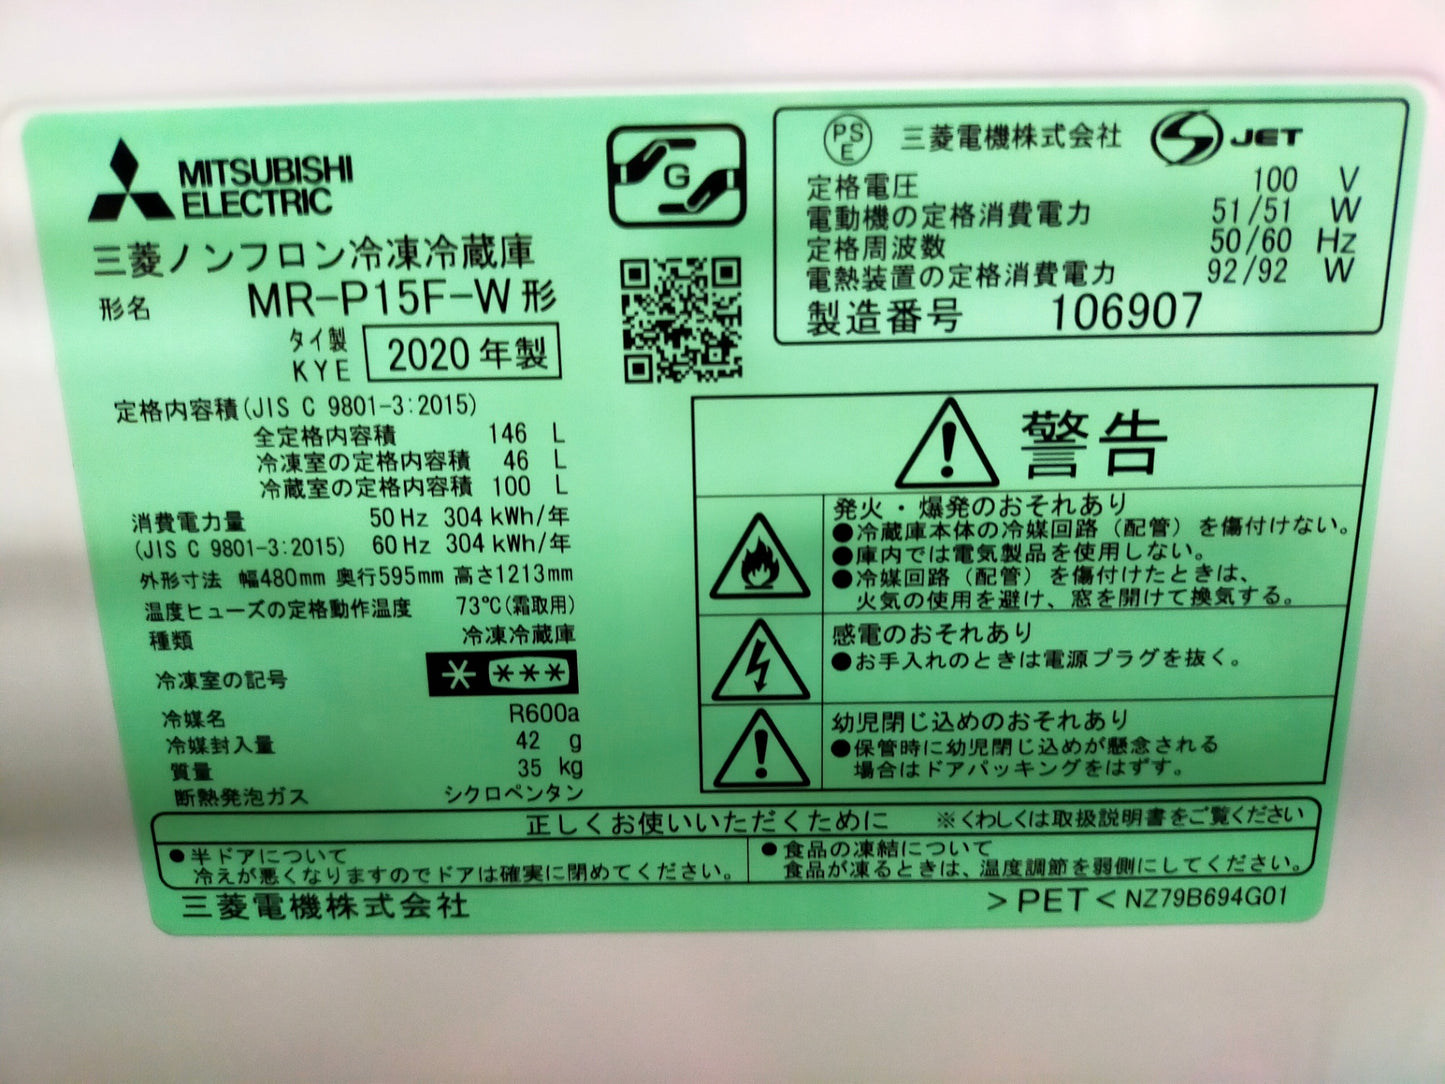 MITSUBISHI
ELECTRIC
三菱ノンフロン冷凍冷蔵庫
形名 MR-P15F-W形
タイ製
KYE
2020年製
定格内容積(JIS C 9801-3:2015)
全定格内容積 146 L
冷凍室の定格内容積 46 L
冷蔵室の定格内容積 100 L
消費電力量 50Hz 304kWh/年
(JIS C 9801-3:2015) 60Hz 304kWh/年
外形寸法 幅480mm 奥行595mm 高さ1213mm
温度ヒューズの定格動作温度 73℃(霜取用)
種類 冷凍冷蔵庫
冷凍室の記号 * ***
冷媒名 R600a
冷媒封入量 42 g
質量 35 kg
断熱発泡ガス シクロペンタン
G
PS
E
三菱電機株式会社 S JET
定格電圧 100 V
電動機の定格消費電力 51/51 W
定格周波数 50/60 Hz
電熱装置の定格消費電力 92/92 W
製造番号 106907
警告
発火・爆発のおそれあり
●冷蔵庫本体の冷媒回路（配管）を傷付けない。
●庫内では電気製品を使用しない。
●冷媒回路（配管）を傷付けたときは、
火気の使用を避け、窓を開けて換気する。
感電のおそれあり
●お手入れのときは電源プラグを抜く。
幼児閉じ込めのおそれあり
●保管時に幼児閉じ込めが懸念される
場合はドアパッキングをはずす。
正しくお使いいただくために ※くわしくは取扱説明書をご覧ください
●半ドアについて
冷えが悪くなりますのでドアは確実に閉めてください。
●食品の凍結について
食品が凍るときは、温度調節を弱側にしてください。
三菱電機株式会社
>PET< NZ79B694G01